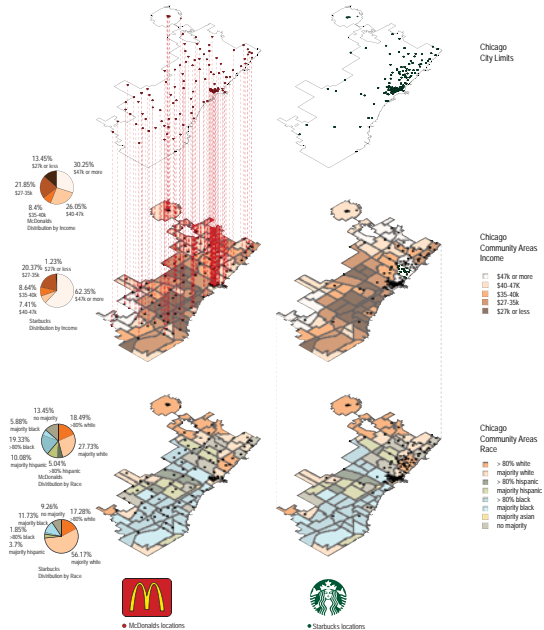 Chicago
City Limits
13.45%
$27k or less
30.25%
$47k or more
21.85%
$27-35k
8.4%
$35-40k
26.05%
$40-47k
McDonalds
Distribution by Income
Chicago
Community Areas
Income
$47k or more
$40-47K
$35-40k
$27-35k
$27k or less
1.23%
$27k or less
20.37%
$27-35k
8.64%
$35-40k
62.35%
$47k or more
7.41%
$40-47k
Starbucks
Distribution by Income
Chicago
Community Areas
Race
> 80% white
majority white
> 80% hispanic
majority hispanic
> 80% black
majority black
majority asian
no majority
13.45%
no majority
18.49%
>80% white
5.88%
majority black
19.33%
>80% black
27.73%
majority white
10.08%
majority hispanic
5.04%
>80% hispanic
McDonalds
Distribution by Race
9.26%
no majority
17.28%
>80% white
11.73%
majority black
1.85%
>80% black
3.7%
majority hispanic
56.17%
majority white
Starbucks
Distribution by Race
McDonalds locations
Starbucks locations